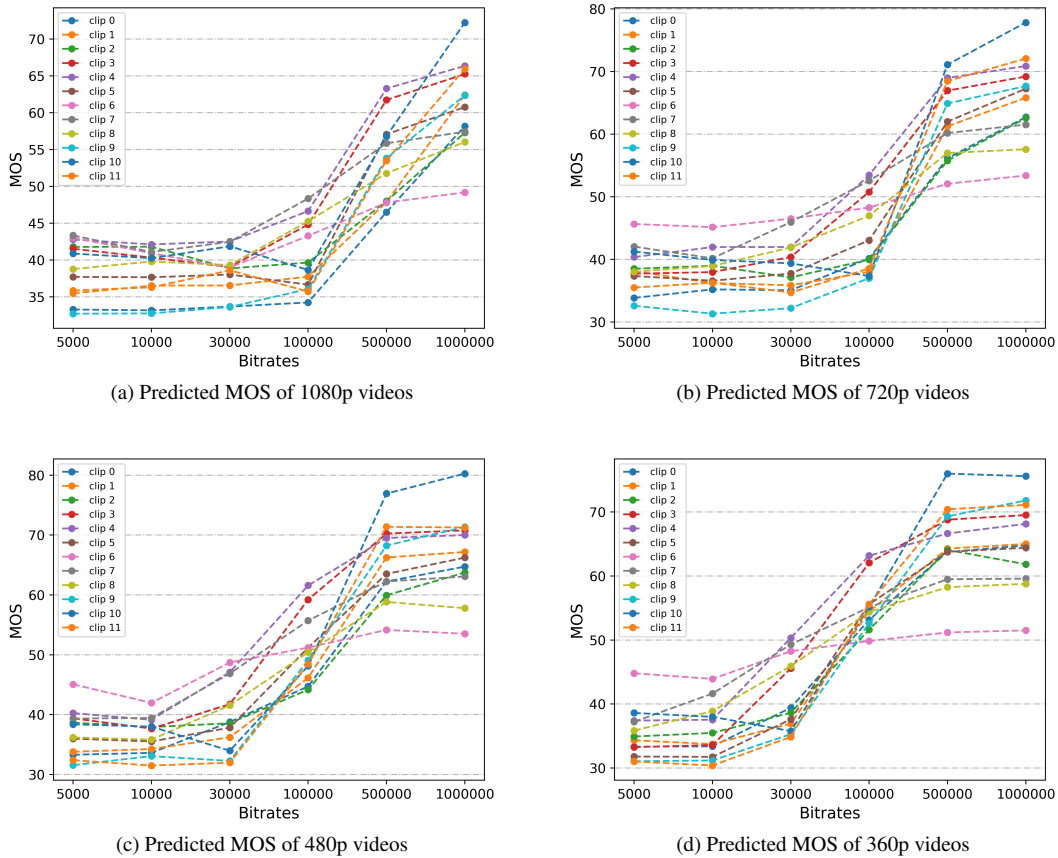 MOS
70
65
60
55
50
45
40
35
clip 0
clip 1
clip 2
clip 3
clip 4
clip 5
clip 6
clip 7
clip 8
clip 9
clip 10
clip 11
5000 10000 30000 100000 500000 1000000
Bitrates
(a) Predicted MOS of 1080p videos
MOS
80
70
60
50
40
30
clip 0
clip 1
clip 2
clip 3
clip 4
clip 5
clip 6
clip 7
clip 8
clip 9
clip 10
clip 11
5000 10000 30000 100000 500000 1000000
Bitrates
(b) Predicted MOS of 720p videos
MOS
80
70
60
50
40
30
clip 0
clip 1
clip 2
clip 3
clip 4
clip 5
clip 6
clip 7
clip 8
clip 9
clip 10
clip 11
5000 10000 30000 100000 500000 1000000
Bitrates
(c) Predicted MOS of 480p videos
MOS
70
60
50
40
30
clip 0
clip 1
clip 2
clip 3
clip 4
clip 5
clip 6
clip 7
clip 8
clip 9
clip 10
clip 11
5000 10000 30000 100000 500000 1000000
Bitrates
(d) Predicted MOS of 360p videos